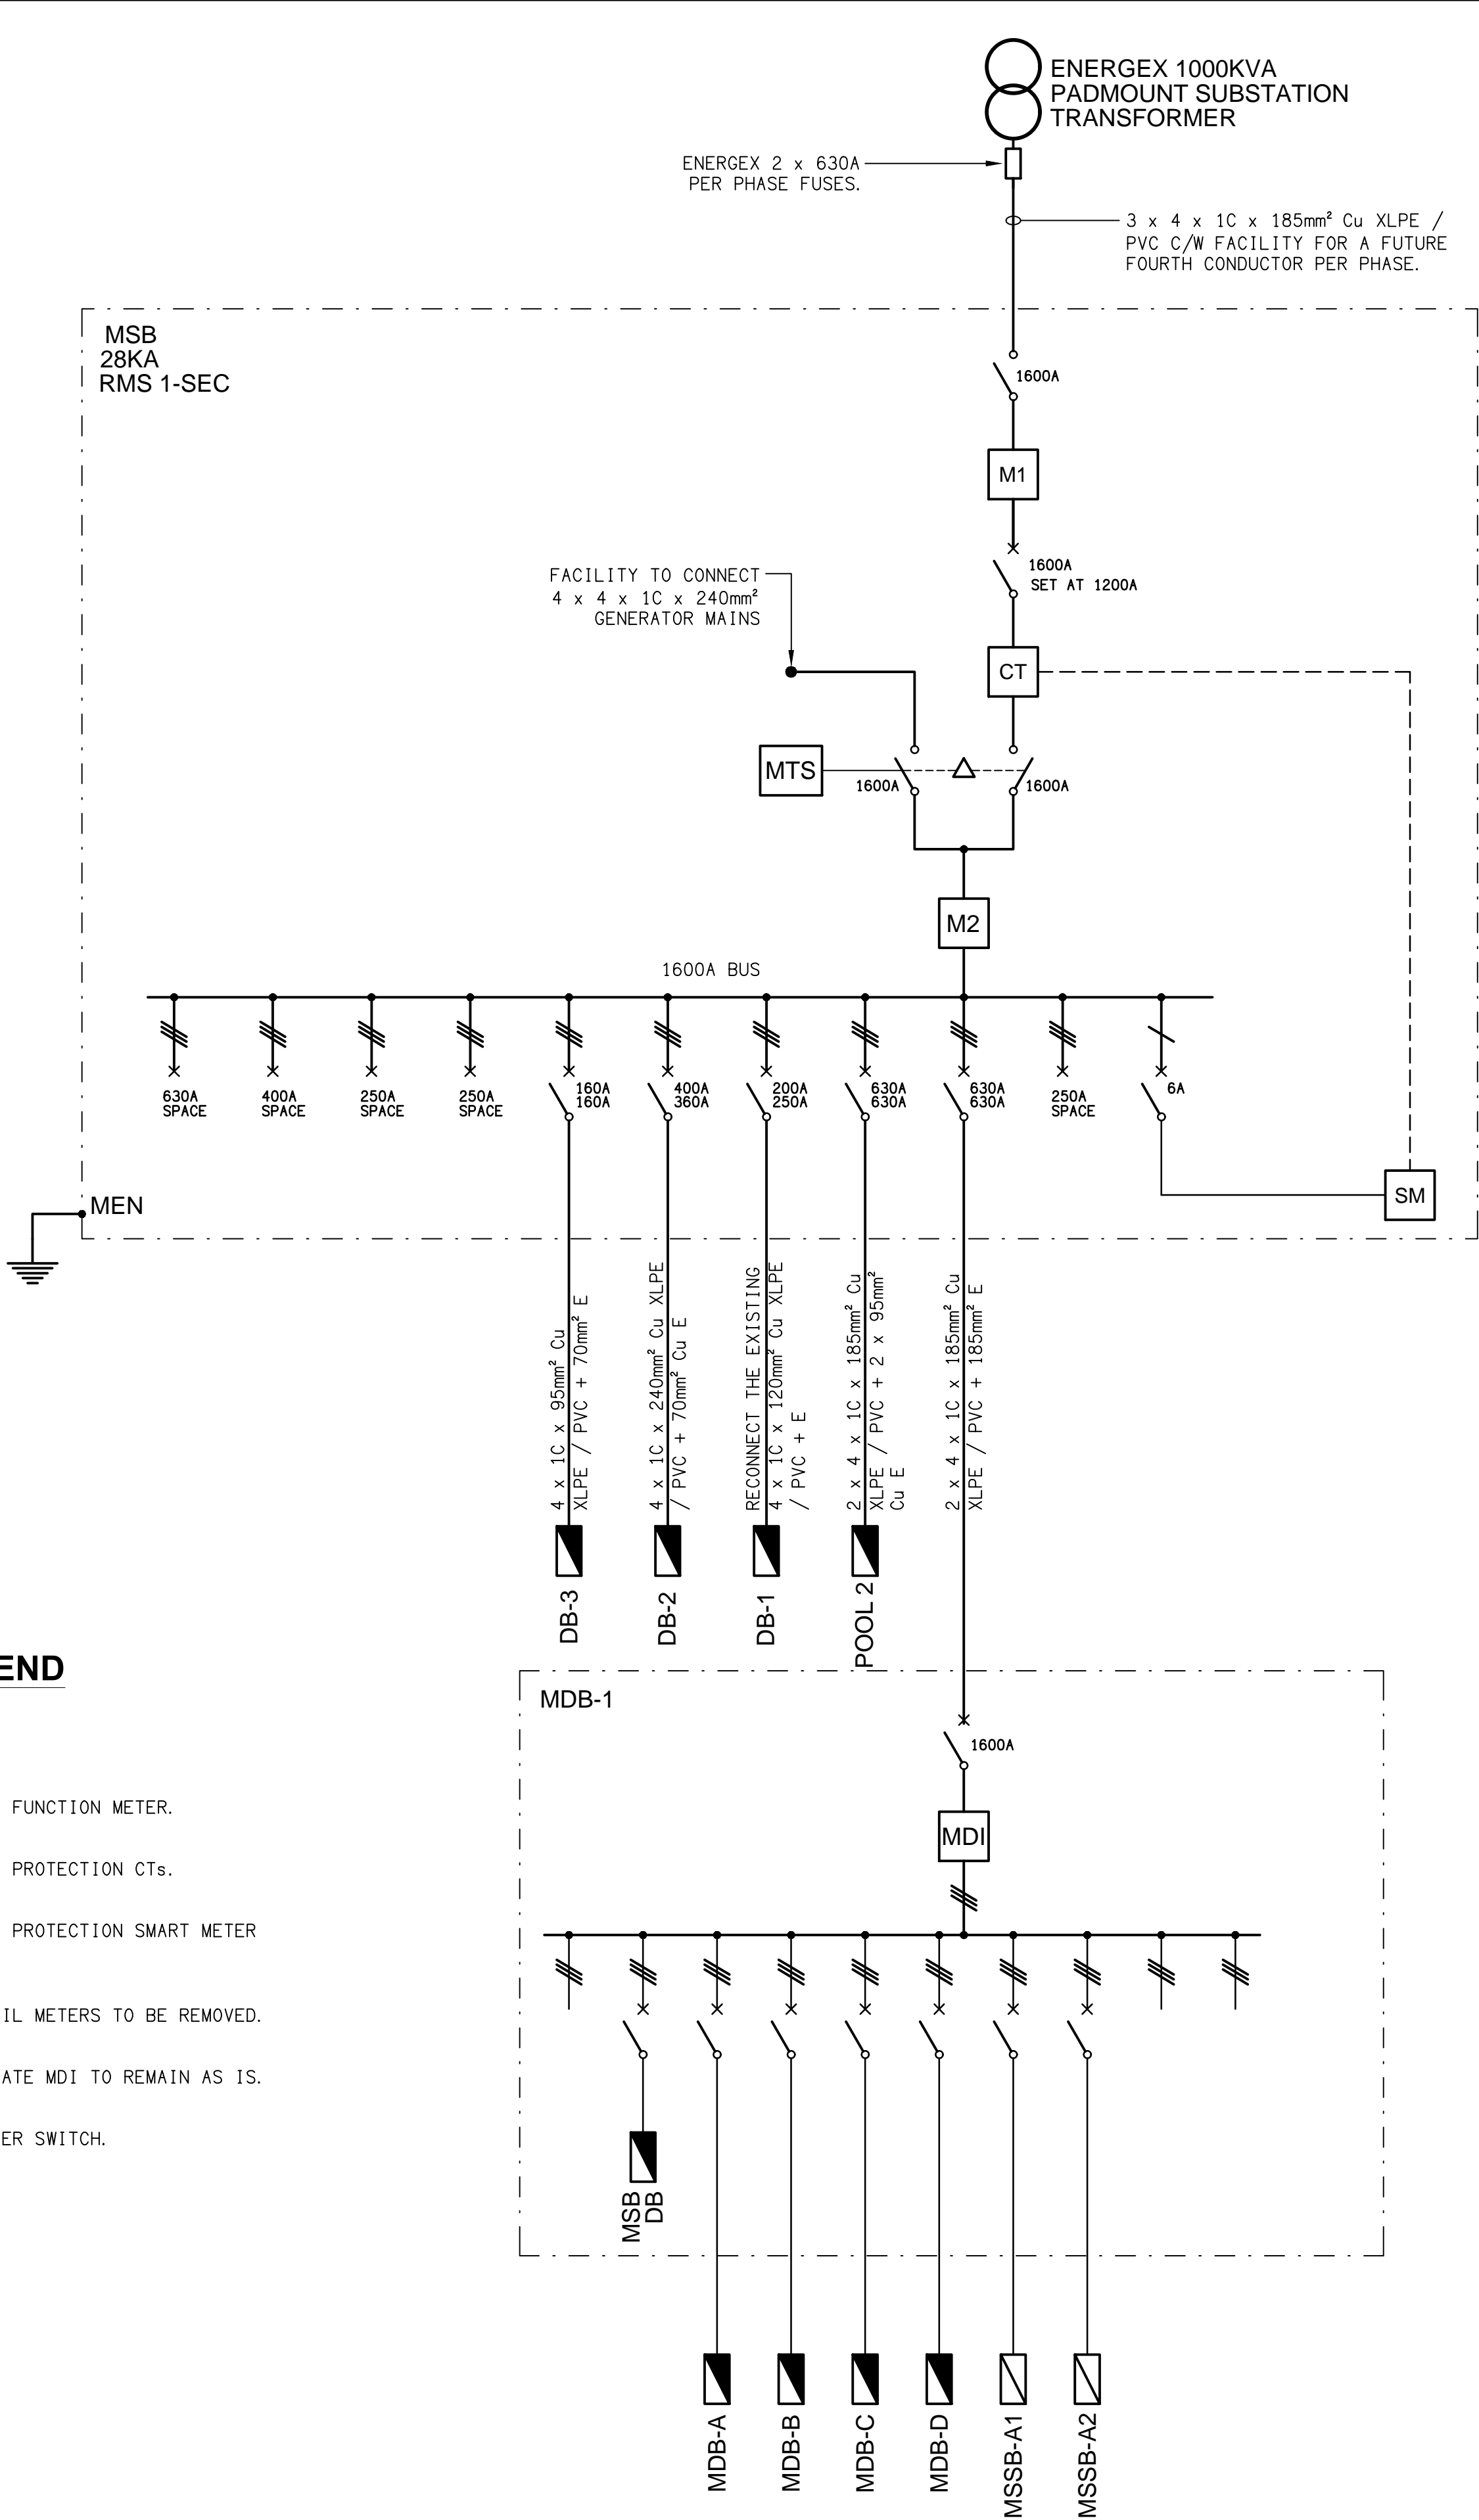 ENERGEX 1000KVA
PADMOUNT SUBSTATION
TRANSFORMER
ENERGEX 2 x 630A
PER PHASE FUSES.
3 x 4 x 1C x 185mm² Cu XLPE /
PVC C/W FACILITY FOR A FUTURE
FOURTH CONDUCTOR PER PHASE.
MSB
28KA
RMS 1-SEC
1600A
M1
1600A
SET AT 1200A
FACILITY TO CONNECT
4 x 4 x 1C x 240mm²
GENERATOR MAINS
CT
MTS
1600A
1600A
M2
1600A BUS
630A
SPACE
400A
SPACE
250A
SPACE
250A
SPACE
160A
160A
400A
360A
200A
250A
630A
630A
630A
630A
250A
SPACE
6A
SM
MEN
4 x 1C x 95mm² Cu
XLPE / PVC + 70mm² E
4 x 1C x 240mm² Cu XLPE
/ PVC + 70mm² Cu E
RECONNECT THE EXISTING
4 x 1C x 120mm² Cu XLPE
/ PVC + E
2 x 4 x 1C x 185mm² Cu
XLPE / PVC + 2 x 95mm²
Cu E
2 x 4 x 1C x 185mm² Cu
XLPE / PVC + 185mm² E
DB-3
DB-2
DB-1
POOL 2
END
FUNCTION METER.
PROTECTION CTs.
PROTECTION SMART METER
IL METERS TO BE REMOVED.
ATE MDI TO REMAIN AS IS.
ER SWITCH.
MDB-1
1600A
MDI
MSB
DB
MDB-A
MDB-B
MDB-C
MDB-D
MSSB-A1
MSSB-A2